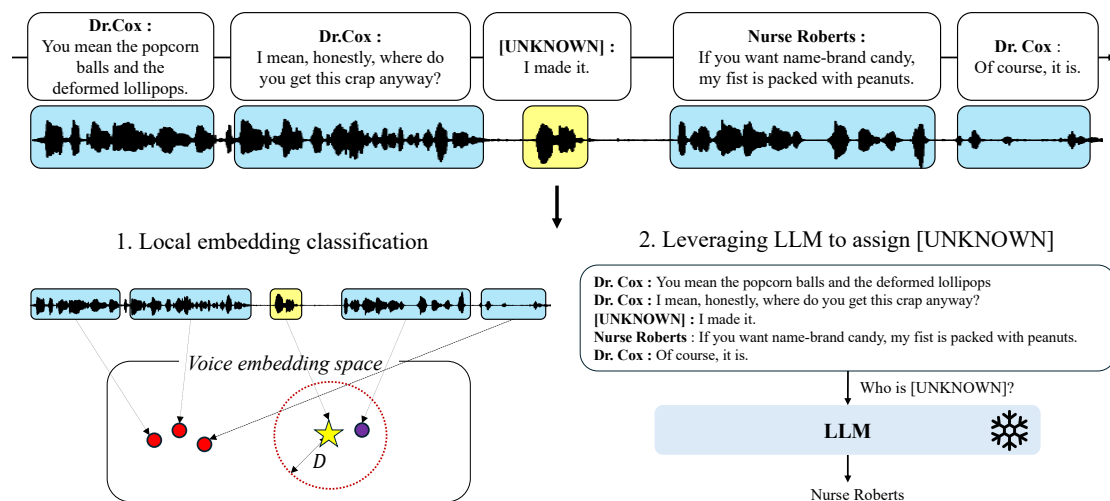 Dr.Cox :
You mean the popcorn
balls and the
deformed lollipops.
Dr.Cox :
I mean, honestly, where do
you get this crap anyway?
[UNKNOWN] :
I made it.
Nurse Roberts :
If you want name-brand candy,
my fist is packed with peanuts.
Dr. Cox :
Of course, it is.
1. Local embedding classification
Voice embedding space
D
2. Leveraging LLM to assign [UNKNOWN]
Dr. Cox : You mean the popcorn balls and the deformed lollipops
Dr. Cox : I mean, honestly, where do you get this crap anyway?
[UNKNOWN] : I made it.
Nurse Roberts : If you want name-brand candy, my fist is packed with peanuts.
Dr. Cox : Of course, it is.
Who is [UNKNOWN]?
LLM
Nurse Roberts